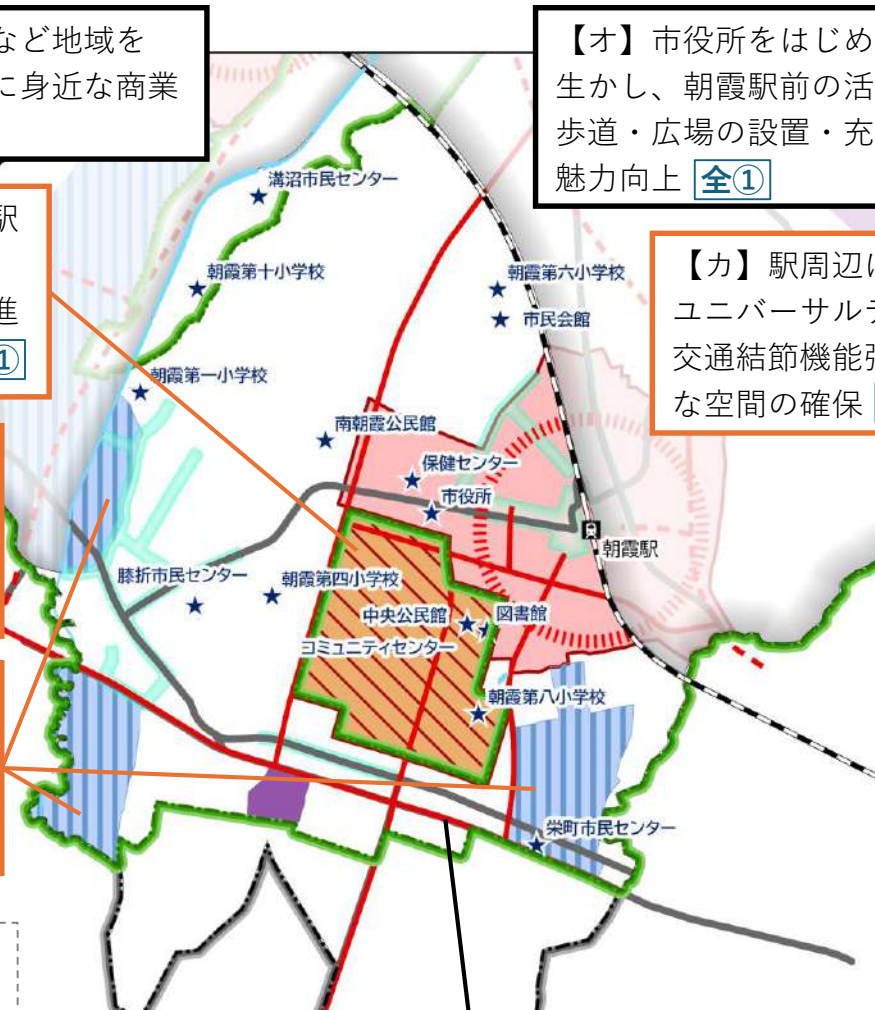 など地域を
に身近な商業
【オ】市役所をはじめ
生かし、朝霞駅前の活
歩道・広場の設置・充
魅力向上 全①
駅
進
①
【カ】駅周辺に
ユニバーサルデ
交通結節機能強
な空間の確保
溝沼市民センター
朝霞第十小学校
朝霞第六小学校
市民会館
朝霞第一小学校
南朝霞公民館
保健センター
市役所
朝霞駅
膝折市民センター
朝霞第四小学校
中央公民館
図書館
コミュニティセンター
朝霞第八小学校
栄町市民センター